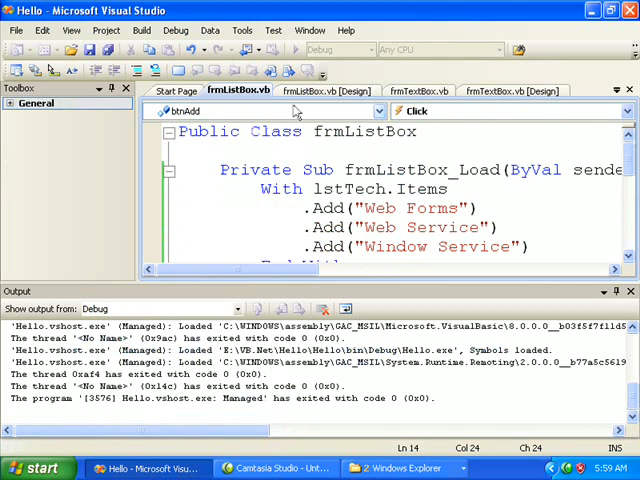 Hello - Microsoft Visual Studio
File Edit View Project Build Debug Data Tools Test Window Help
Debug Any CPU
Toolbox
General
Start Page frmListBox.vb frmListBox.vb [Design] frmTextBox.vb frmTextBox.vb [Design]
btnAdd Click
Public Class frmListBox
Private Sub frmListBox_Load(ByVal sende
With lstTech.Items
.Add("Web Forms")
.Add("Web Service")
.Add("Window Service")
End With
Output
Show output from: Debug
'Hello.vshost.exe' (Managed): Loaded 'C:\WINDOWS\assembly\GAC_MSIL\Microsoft.VisualBasic\8.0.0.0__b03f5f7f11d5
The thread '<No Name>' (0x9ac) has exited with code 0 (0x0).
'Hello.vshost.exe' (Managed): Loaded 'E:\VB.Net\Hello\Hello\bin\Debug\Hello.exe', Symbols loaded.
'Hello.vshost.exe' (Managed): Loaded 'C:\WINDOWS\assembly\GAC_MSIL\System.Runtime.Remoting\2.0.0.0__b77a5c5619
The thread 0xaf4 has exited with code 0 (0x0).
The thread '<No Name>' (0x14c) has exited with code 0 (0x0).
The program '[3576] Hello.vshost.exe: Managed' has exited with code 0 (0x0).
Ln 14 Col 24 Ch 24 INS
start Hello - Microsoft Visu... Camtasia Studio - Unt... 2 Windows Explorer 5:59 AM